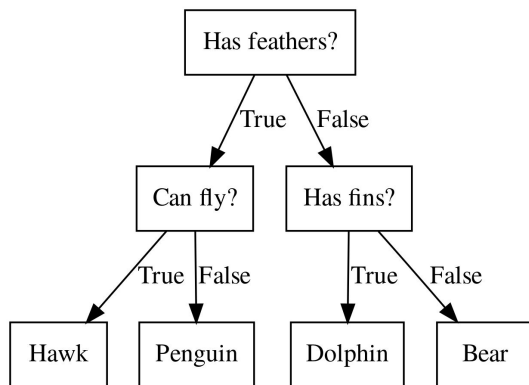 Has feathers?
True
False
Can fly?
Has fins?
True
False
True
False
Hawk
Penguin
Dolphin
Bear